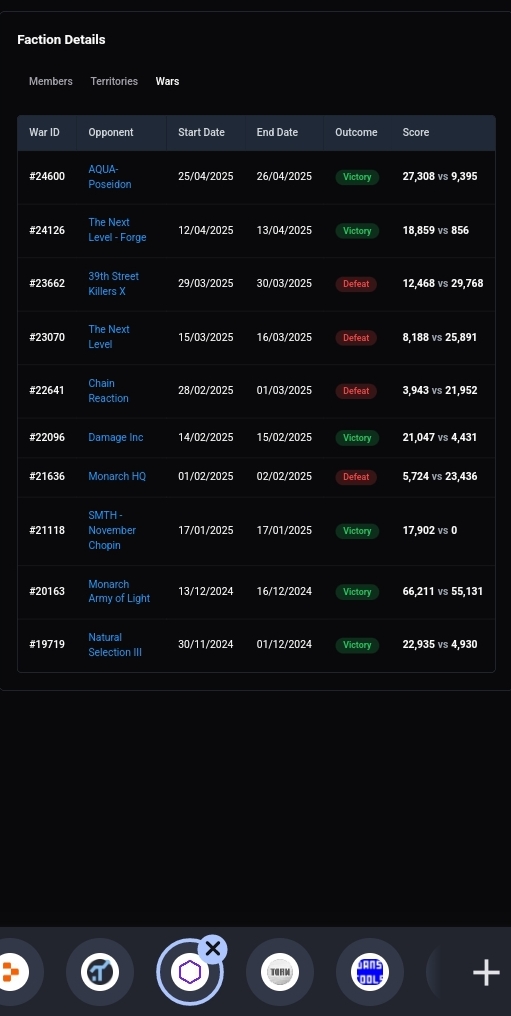 Faction Details
Members Territories Wars
War ID Opponent Start Date End Date Outcome Score
#24600 AQUA- 25/04/2025 26/04/2025 Victory 27,308 vs 9,395
Poseidon
#24126 The Next 12/04/2025 13/04/2025 Victory 18,859 vs 856
Level - Forge
#23662 39th Street 29/03/2025 30/03/2025 Defeat 12,468 vs 29,768
Killers X
#23070 The Next 15/03/2025 16/03/2025 Defeat 8,188 vs 25,891
Level
#22641 Chain 28/02/2025 01/03/2025 Defeat 3,943 vs 21,952
Reaction
#22096 Damage Inc 14/02/2025 15/02/2025 Victory 21,047 vs 4,431
#21636 Monarch HQ 01/02/2025 02/02/2025 Defeat 5,724 vs 23,436
#21118 SMTH - 17/01/2025 17/01/2025 Victory 17,902 vs 0
November
Chopin
#20163 Monarch 13/12/2024 16/12/2024 Victory 66,211 vs 55,131
Army of Light
#19719 Natural 30/11/2024 01/12/2024 Victory 22,935 vs 4,930
Selection III
TORN